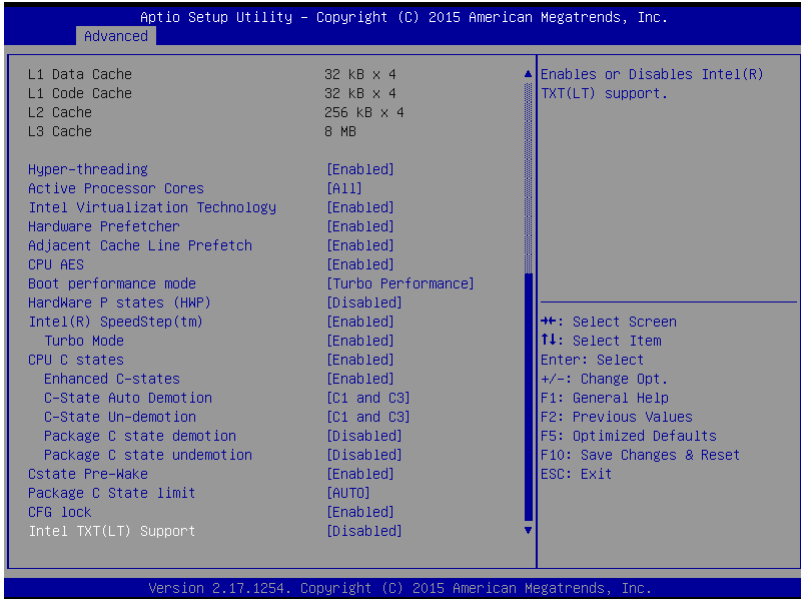 Aptio Setup Utility – Copyright (C) 2015 American Megatrends, Inc.
Advanced
L1 Data Cache 32 kB x 4
L1 Code Cache 32 kB x 4
L2 Cache 256 kB x 4
L3 Cache 8 MB
Hyper-threading [Enabled]
Active Processor Cores [All]
Intel Virtualization Technology [Enabled]
Hardware Prefetcher [Enabled]
Adjacent Cache Line Prefetch [Enabled]
CPU AES [Enabled]
Boot performance mode [Turbo Performance]
HardWare P states (HWP) [Disabled]
Intel(R) SpeedStep(tm) [Enabled]
Turbo Mode [Enabled]
CPU C states [Enabled]
Enhanced C-states [Enabled]
C-State Auto Demotion [C1 and C3]
C-State Un-demotion [C1 and C3]
Package C state demotion [Disabled]
Package C state undemotion [Disabled]
Cstate Pre-Wake [Enabled]
Package C State limit [AUTO]
CFG lock [Enabled]
Intel TXT(LT) Support [Disabled]
Enables or Disables Intel(R)
TXT(LT) support.
→←: Select Screen
↑↓: Select Item
Enter: Select
+/-: Change Opt.
F1: General Help
F2: Previous Values
F5: Optimized Defaults
F10: Save Changes & Reset
ESC: Exit
Version 2.17.1254. Copyright (C) 2015 American Megatrends, Inc.